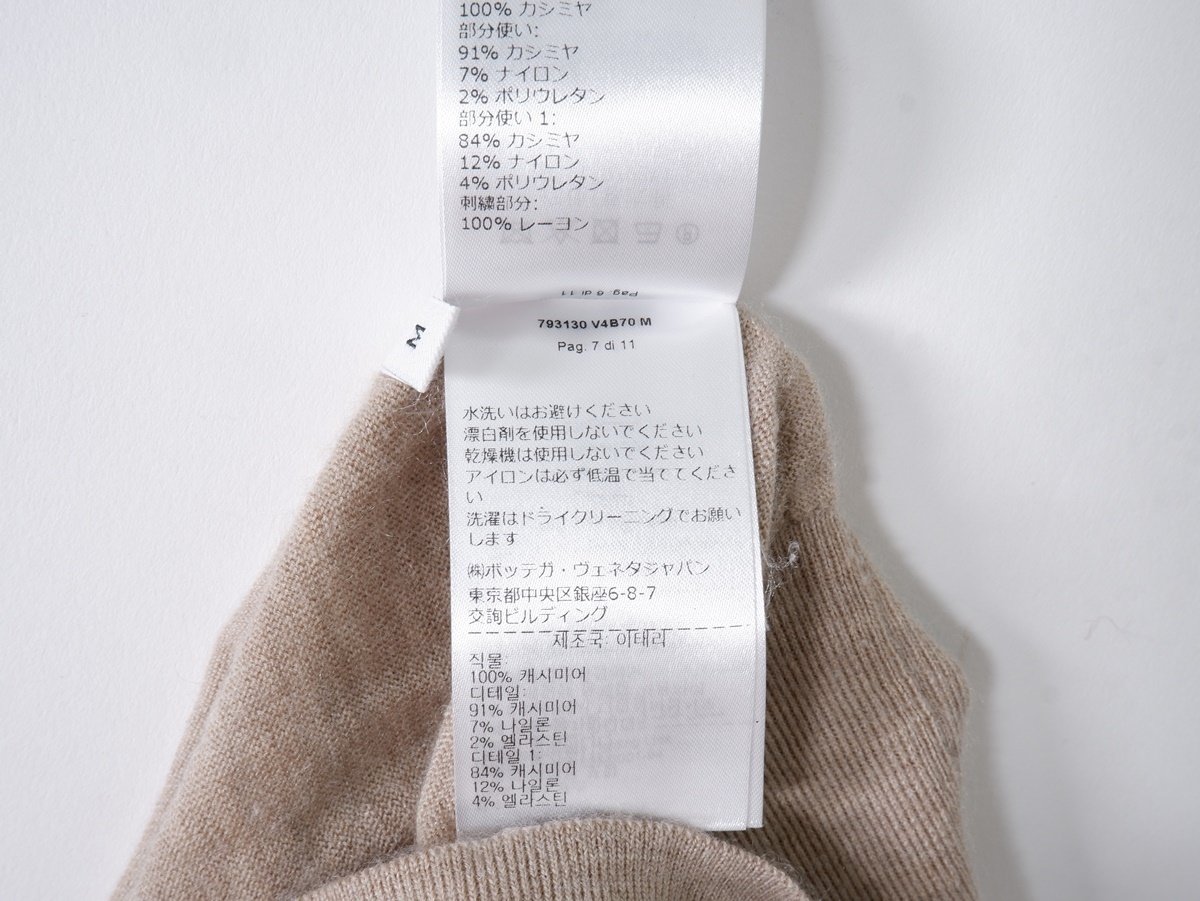 100% カシミヤ
部分使い:
91% カシミヤ
7% ナイロン
2% ポリウレタン
部分使い 1:
84% カシミヤ
12% ナイロン
4% ポリウレタン
刺繍部分:
100% レーヨン
Pag. 6 di 11
M
793130 V4B70 M
Pag. 7 di 11
水洗いはお避けください
漂白剤を使用しないでください
乾燥機は使用しないでください
アイロンは必ず低温で当ててくださ
い
洗濯はドライクリーニングでお願い
します
㈱ボッテガ・ヴェネタジャパン
東京都中央区銀座6-8-7
交詢ビルディング
제조국: 이태리
직물:
100% 캐시미어
디테일:
91% 캐시미어
7% 나일론
2% 엘라스틴
디테일 1:
84% 캐시미어
12% 나일론
4% 엘라스틴